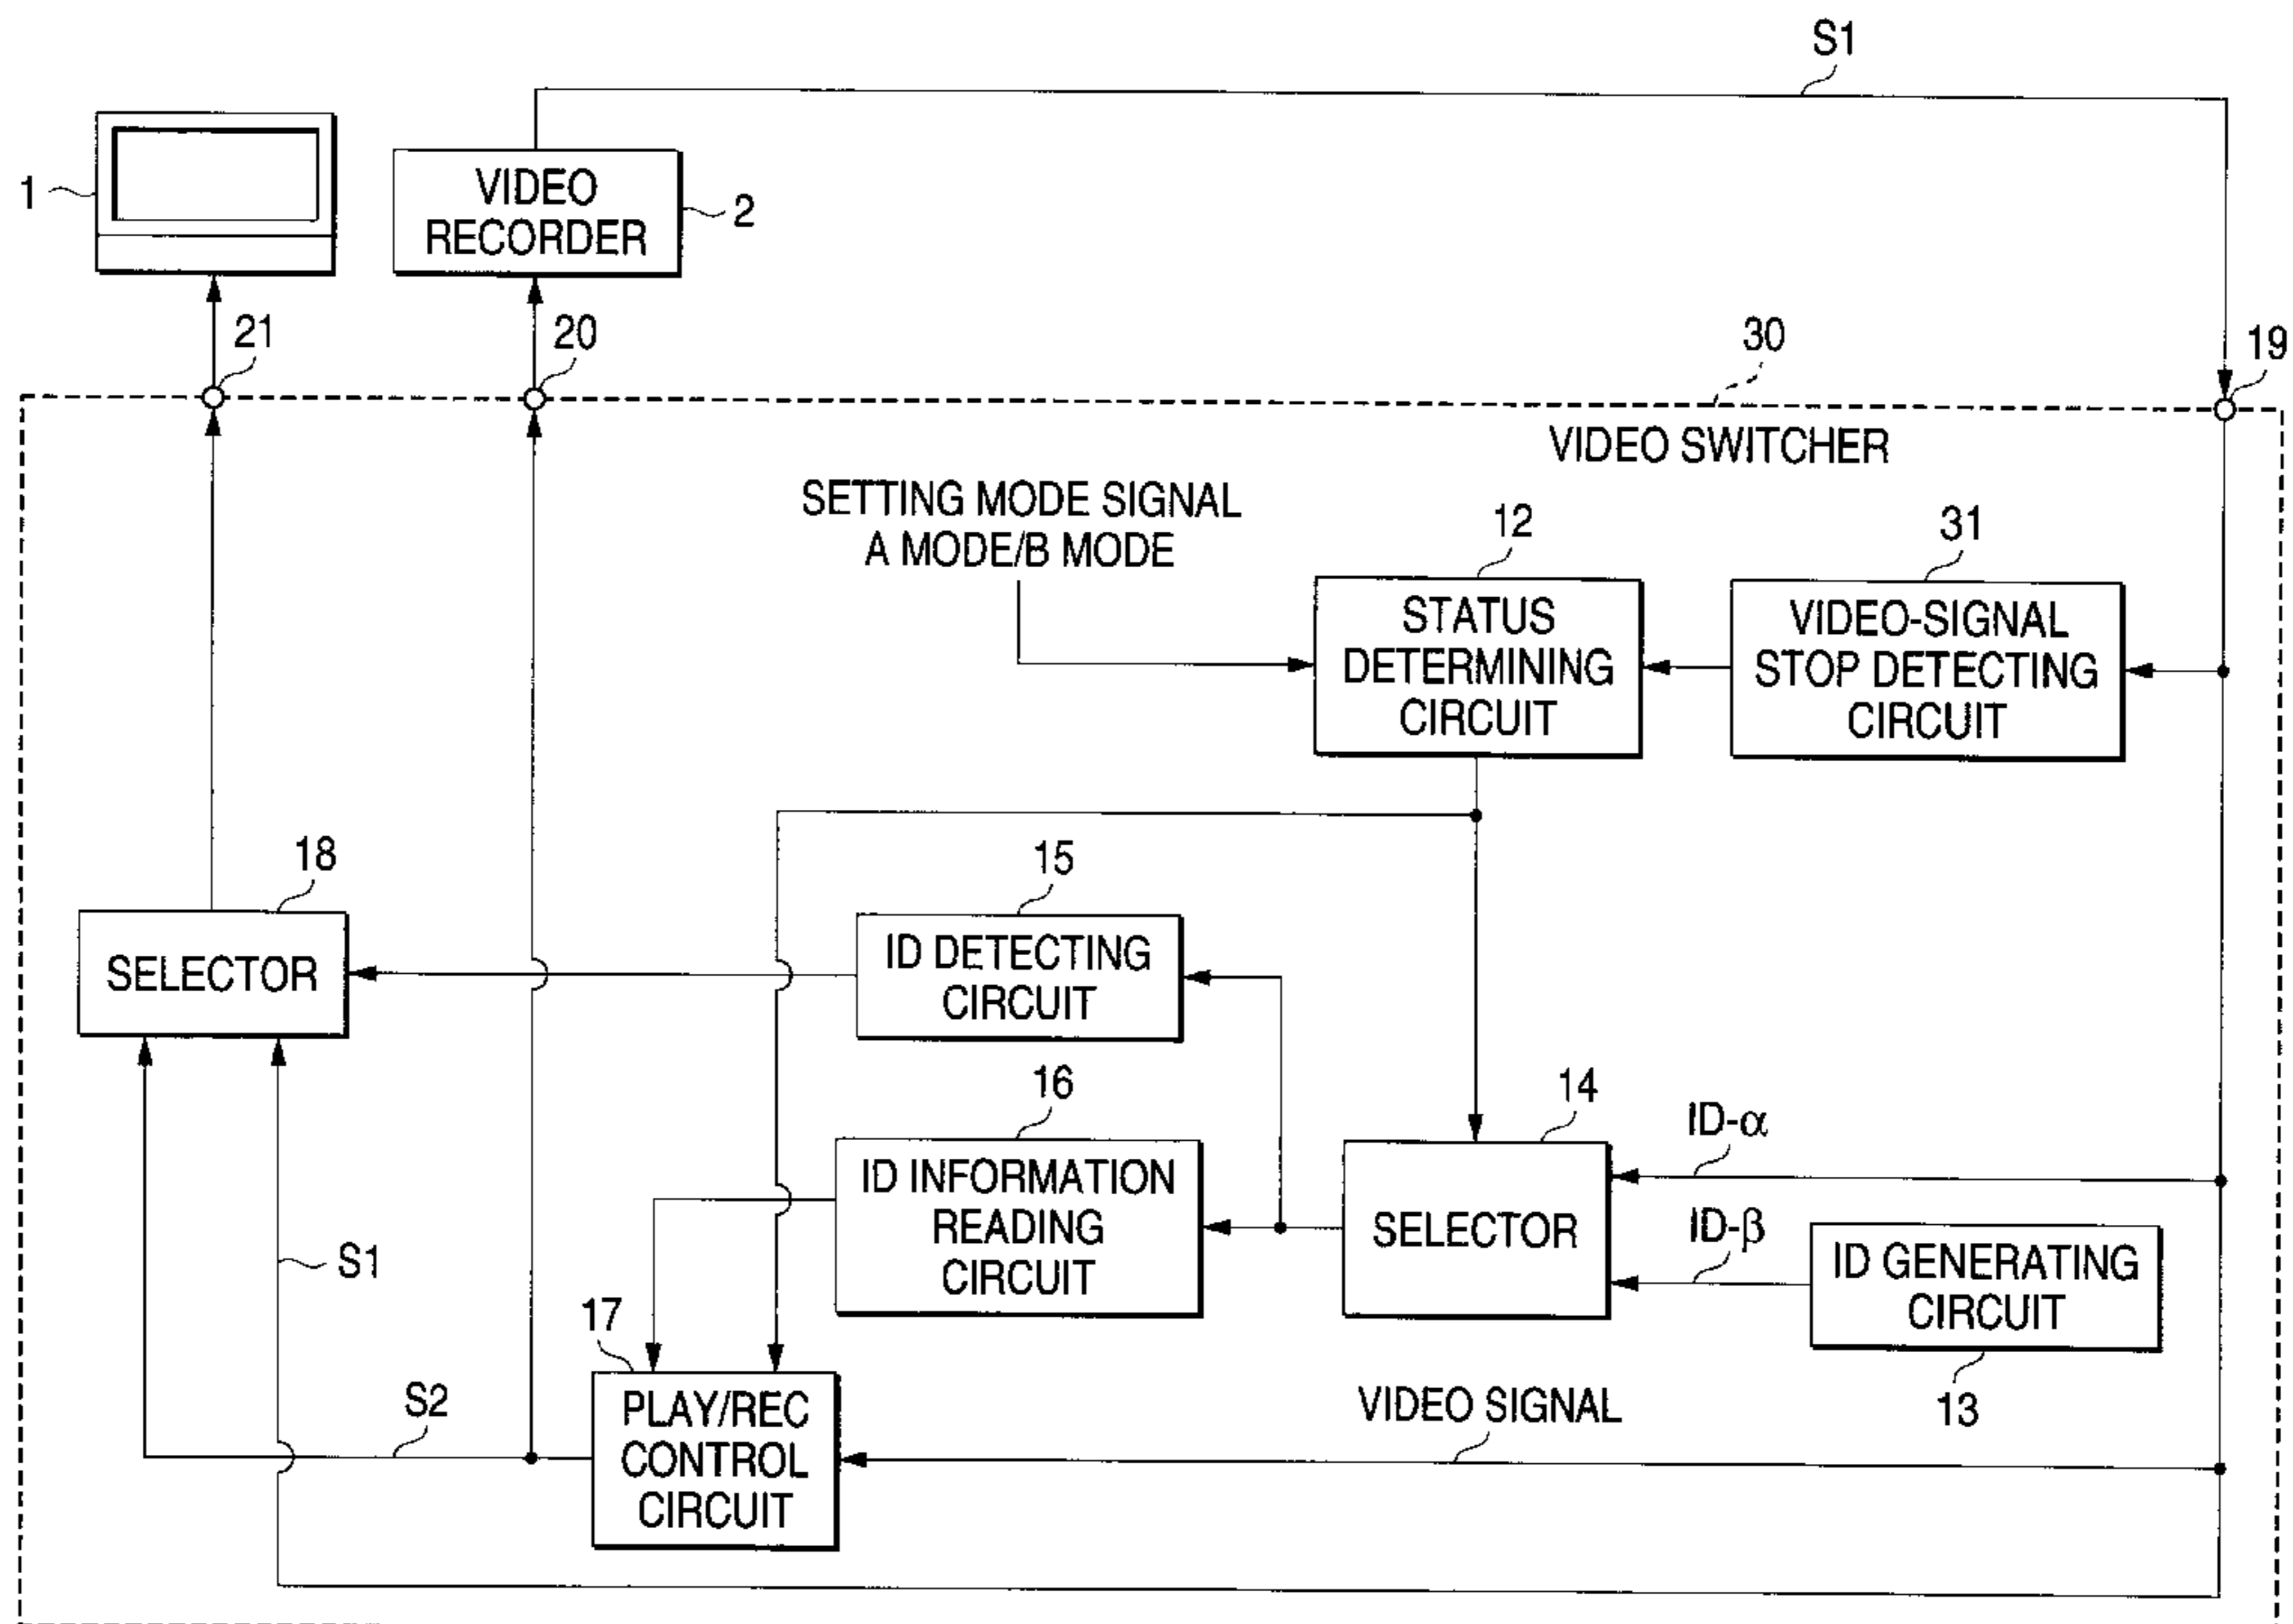 S1
1
VIDEO
RECORDER
2
21
20
30
19
VIDEO SWITCHER
SETTING MODE SIGNAL
A MODE/B MODE
12
31
STATUS
DETERMINING
CIRCUIT
VIDEO-SIGNAL
STOP DETECTING
CIRCUIT
18
15
SELECTOR
ID DETECTING
CIRCUIT
16
14
ID-α
ID INFORMATION
READING
CIRCUIT
SELECTOR
ID-β
ID GENERATING
CIRCUIT
S1
17
13
S2
PLAY/REC
CONTROL
CIRCUIT
VIDEO SIGNAL